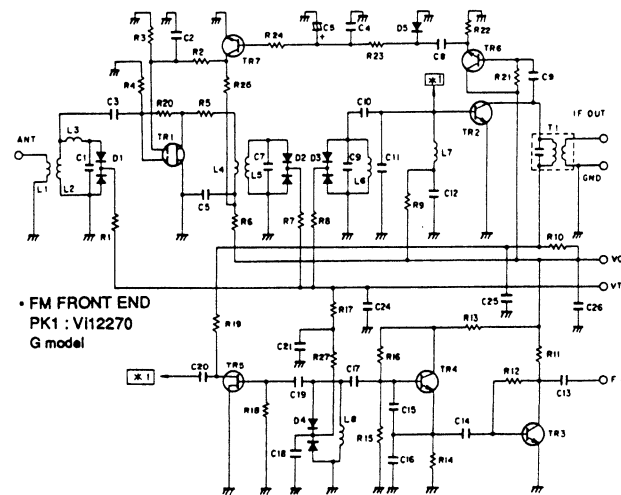 R3
C2
R2
TR7
R24
C5
+
C4
R23
D5
C8
R22
TR6
R21
C9
R4
C3
R20
R5
R26
TR1
*1
C10
TR2
T1
IF OUT
GND
ANT
L3
L1
L2
C1
D1
L4
C7
L5
D2
D3
C9
L6
C11
L7
C12
C5
R1
R6
R7
R8
R9
R10
VC
VT
• FM FRONT END
PK1 : Vi12270
G model
R19
R17
C24
C25
C26
R13
C21
R27
R16
R11
*1
C20
TR5
C19
C17
TR4
R12
C13
F
R18
D4
L8
C15
C14
TR3
C18
R15
C16
R14